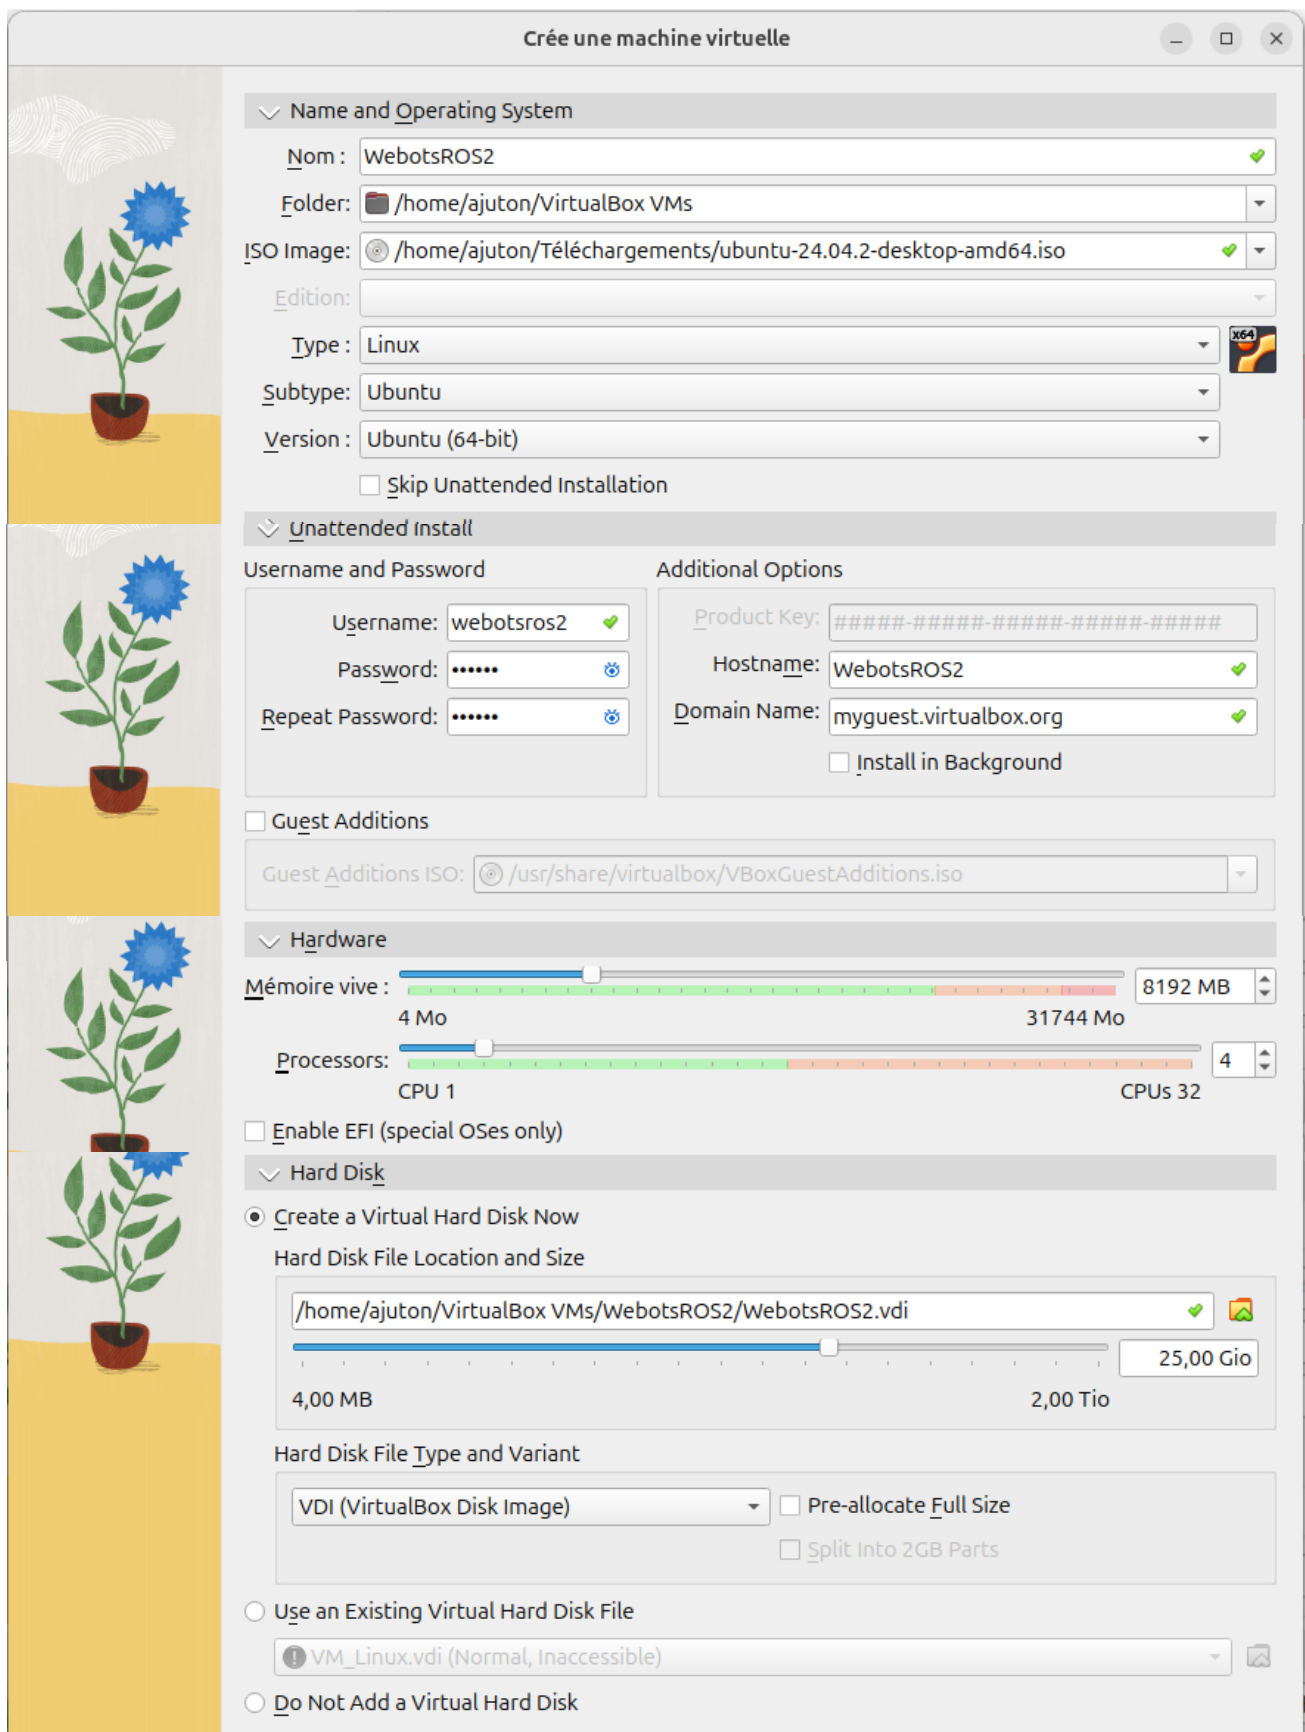 Crée une machine virtuelle
Name and Operating System
Nom : WebotsROS2
Folder: /home/ajuton/VirtualBox VMs
ISO Image: /home/ajuton/Téléchargements/ubuntu-24.04.2-desktop-amd64.iso
Edition:
Type : Linux
x64
Subtype: Ubuntu
Version : Ubuntu (64-bit)
Skip Unattended Installation
Unattended Install
Username and Password
Additional Options
Username: webotsros2
Product Key: #####-#####-#####-#####-#####
Password: ••••••
Hostname: WebotsROS2
Repeat Password: ••••••
Domain Name: myguest.virtualbox.org
Install in Background
Guest Additions
Guest Additions ISO: /usr/share/virtualbox/VBoxGuestAdditions.iso
Hardware
Mémoire vive : 8192 MB
4 Mo 31744 Mo
Processors: 4
CPU 1 CPUs 32
Enable EFI (special OSes only)
Hard Disk
Create a Virtual Hard Disk Now
Hard Disk File Location and Size
/home/ajuton/VirtualBox VMs/WebotsROS2/WebotsROS2.vdi
25,00 Gio
4,00 MB 2,00 Tio
Hard Disk File Type and Variant
VDI (VirtualBox Disk Image) Pre-allocate Full Size
Split Into 2GB Parts
Use an Existing Virtual Hard Disk File
VM_Linux.vdi (Normal, Inaccessible)
Do Not Add a Virtual Hard Disk